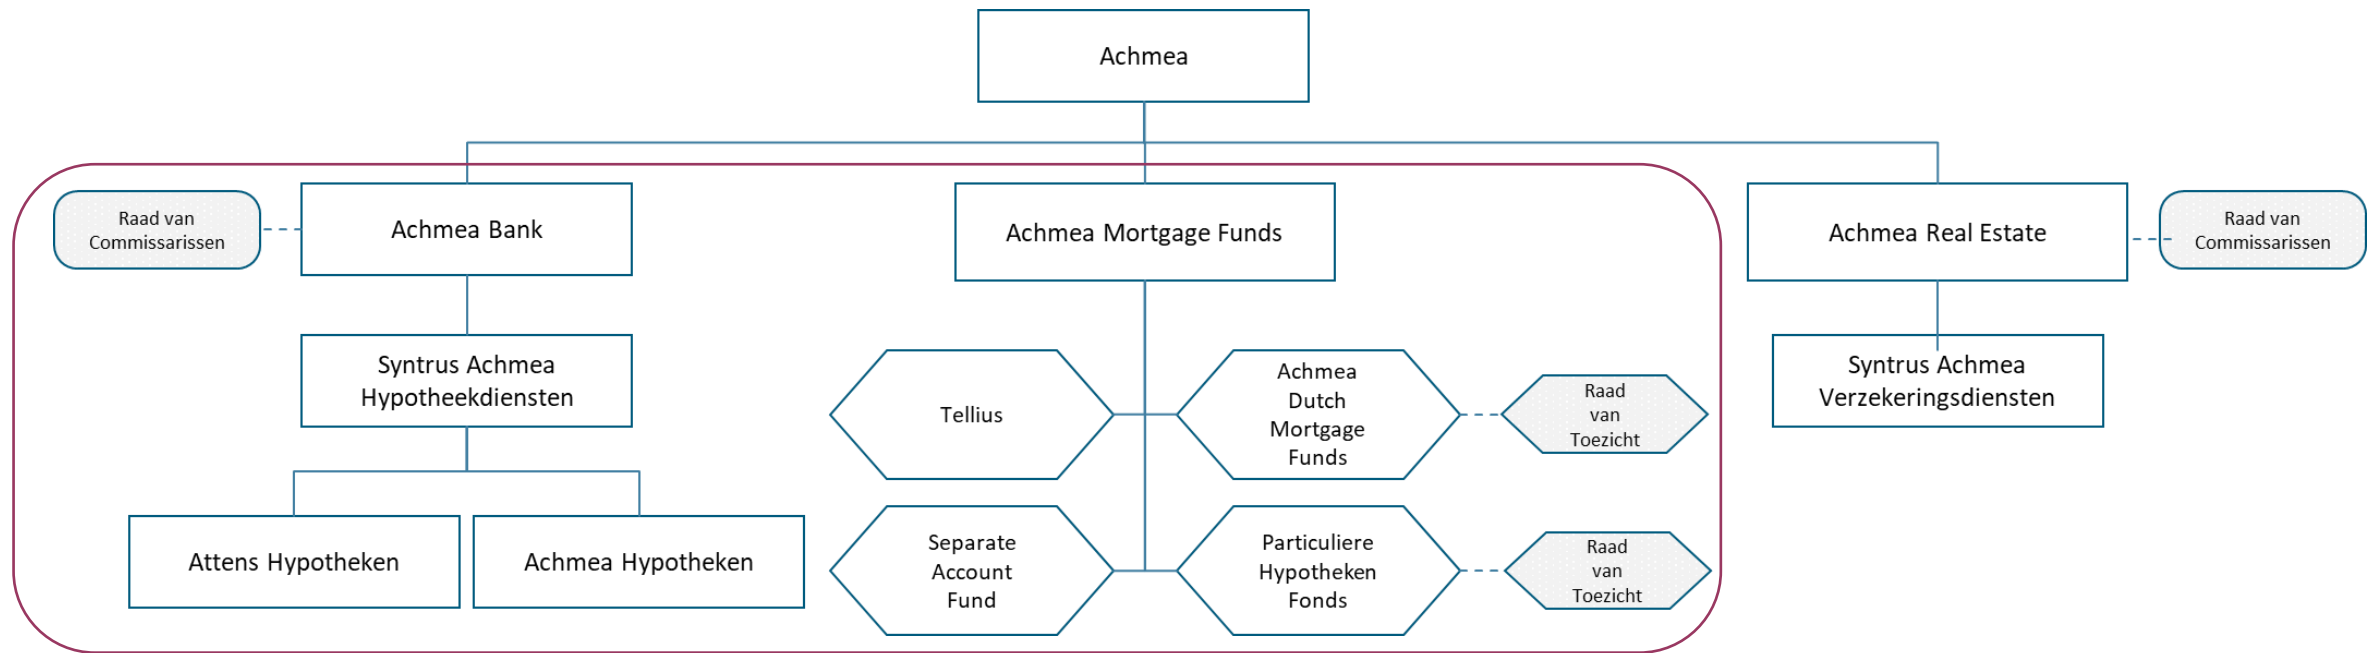 Achmea
Raad van
Commissarissen
Achmea Bank
Achmea Mortgage Funds
Achmea Real Estate
Raad van
Commissarissen
Syntrus Achmea
Hypotheekdiensten
Tellius
Achmea
Dutch
Mortgage
Funds
Raad
van
Toezicht
Syntrus Achmea
Verzekeringsdiensten
Attens Hypotheken
Achmea Hypotheken
Separate
Account
Fund
Particuliere
Hypotheken
Fonds
Raad
van
Toezicht